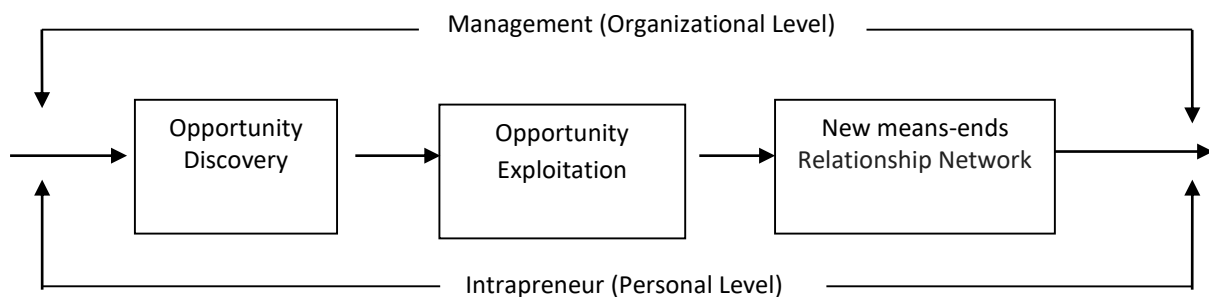 Management (Organizational Level)
Opportunity
Discovery
Opportunity
Exploitation
New means-ends
Relationship Network
Intrapreneur (Personal Level)